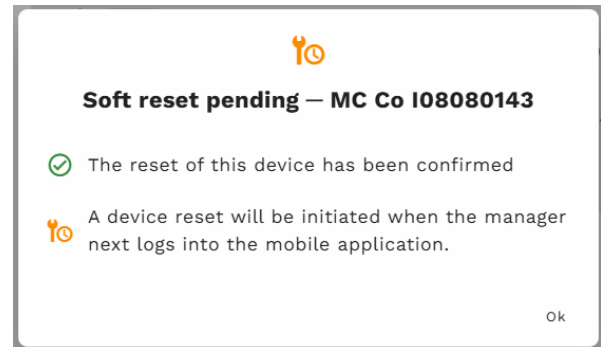 Soft reset pending — MC Co I08080143
The reset of this device has been confirmed
A device reset will be initiated when the manager
next logs into the mobile application.
Ok